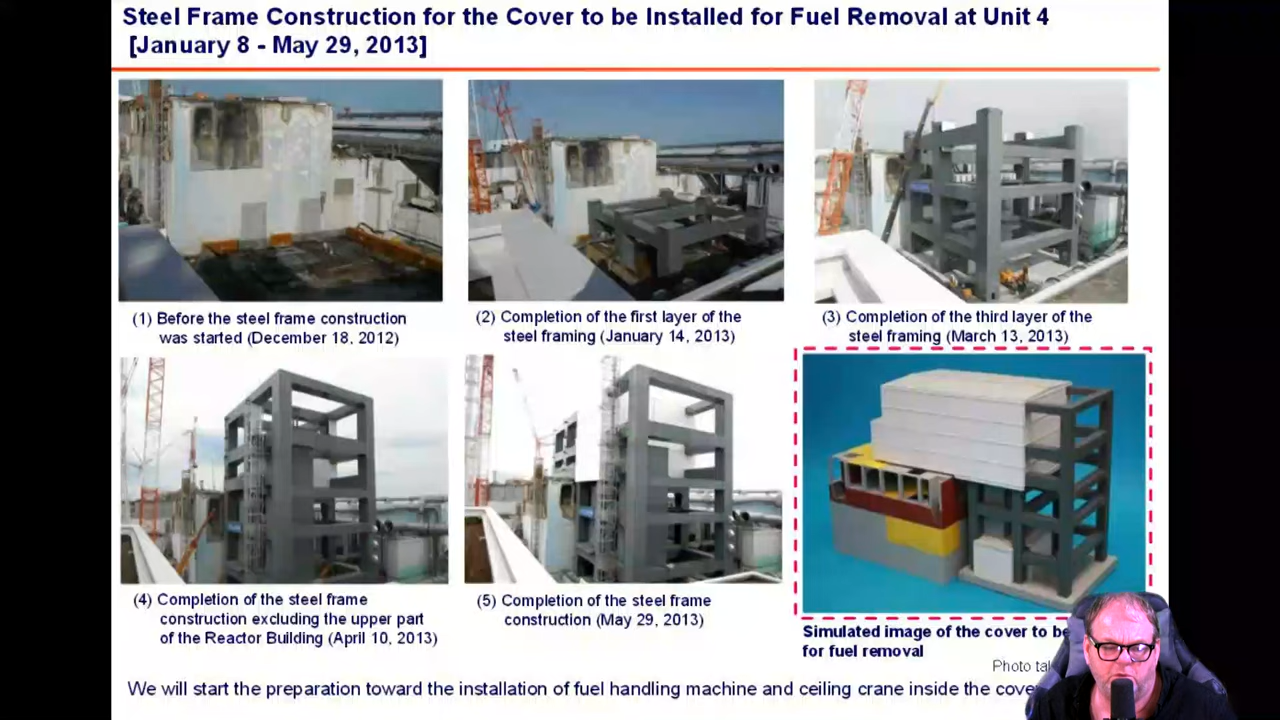 Steel Frame Construction for the Cover to be Installed for Fuel Removal at Unit 4
[January 8 - May 29, 2013]
(1) Before the steel frame construction
was started (December 18, 2012)
(2) Completion of the first layer of the
steel framing (January 14, 2013)
(3) Completion of the third layer of the
steel framing (March 13, 2013)
(4) Completion of the steel frame
construction excluding the upper part
of the Reactor Building (April 10, 2013)
(5) Completion of the steel frame
construction (May 29, 2013)
Simulated image of the cover to be
for fuel removal
Photo
We will start the preparation toward the installation of fuel handling machine and ceiling crane inside the